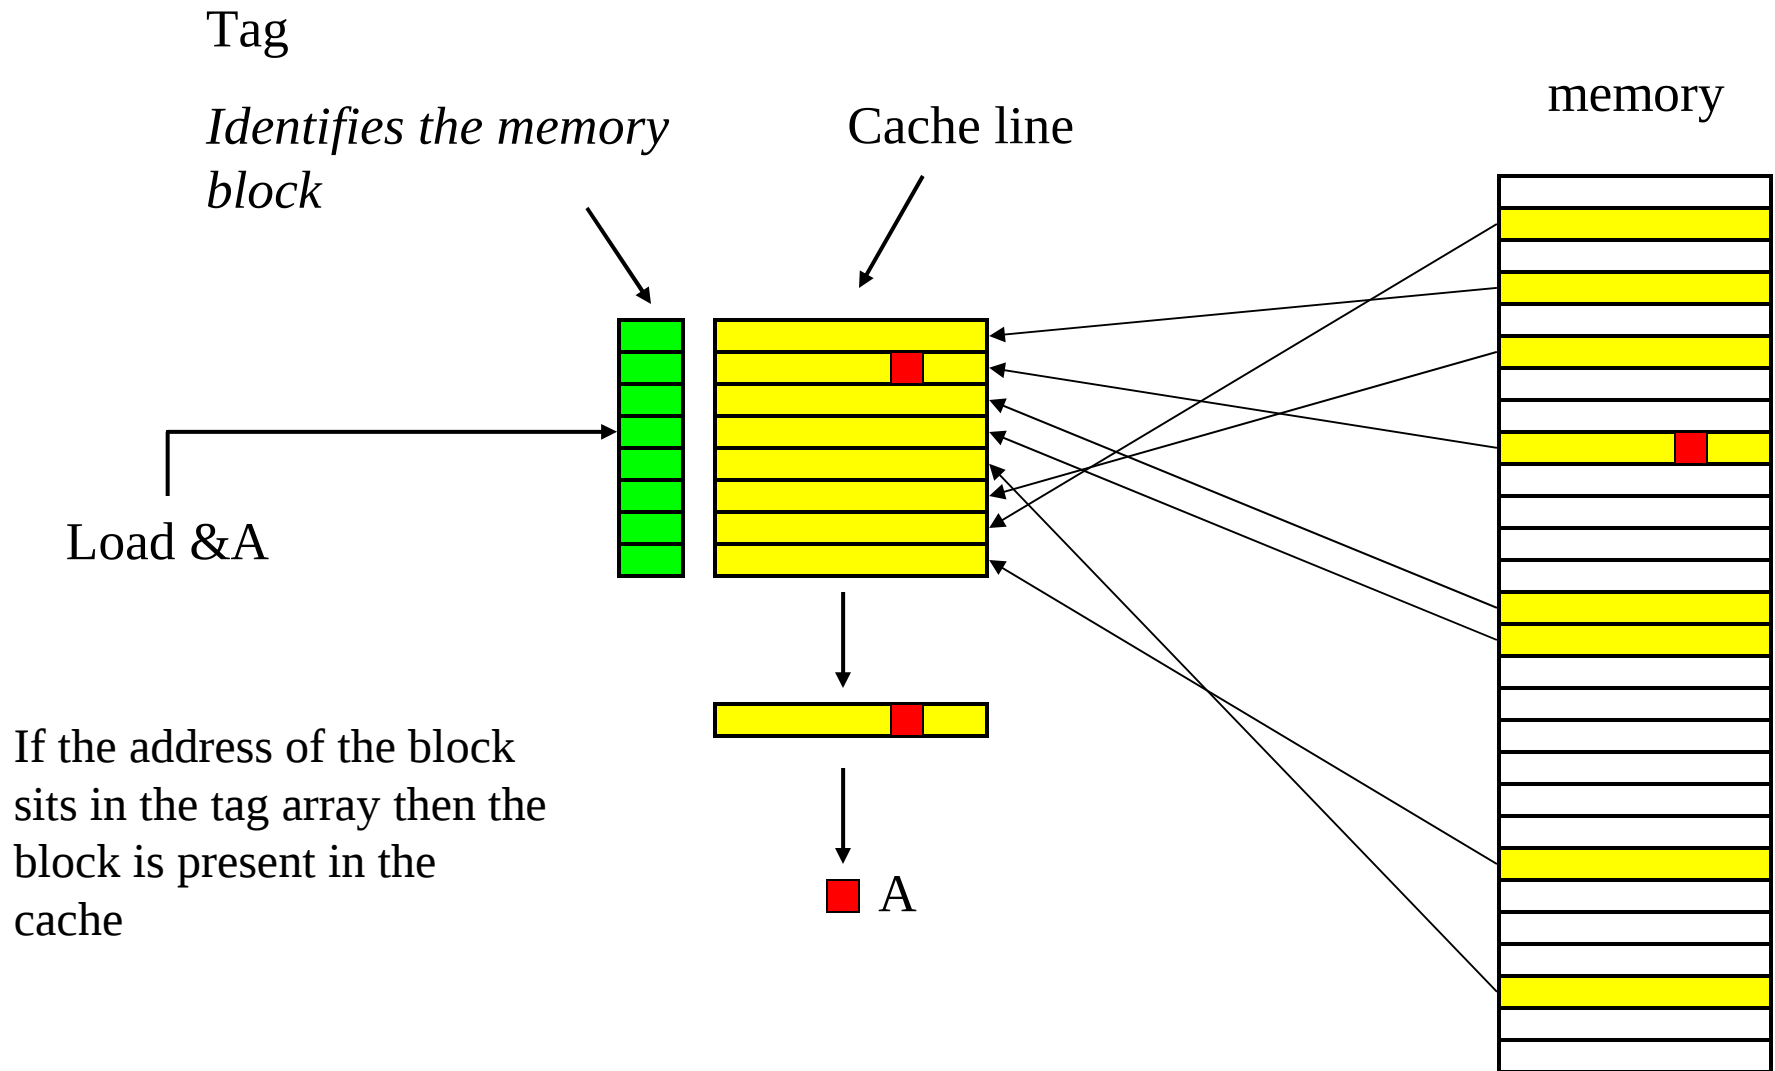 Tag
Identifies the memory
block
Cache line
memory
Load &A
If the address of the block
sits in the tag array then the
block is present in the
cache
A